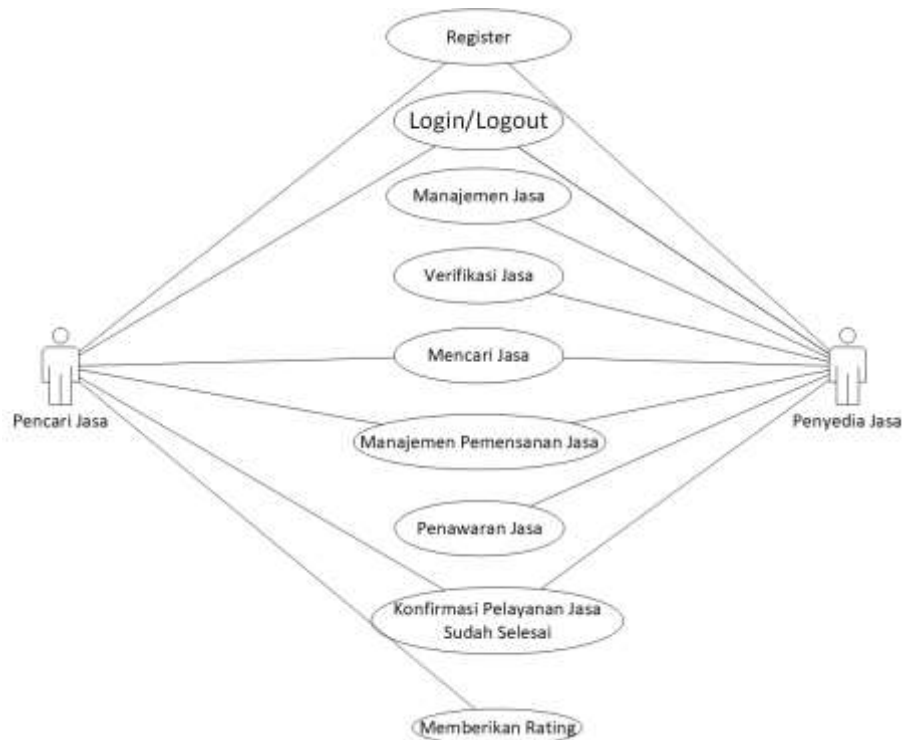 Register
Login/Logout
Manajemen Jasa
Verifikasi Jasa
Mencari Jasa
Pencari Jasa
Penyedia Jasa
Manajemen Pemensanan Jasa
Penawaran Jasa
Konfirmasi Pelayanan Jasa
Sudah Selesai
Memberikan Rating